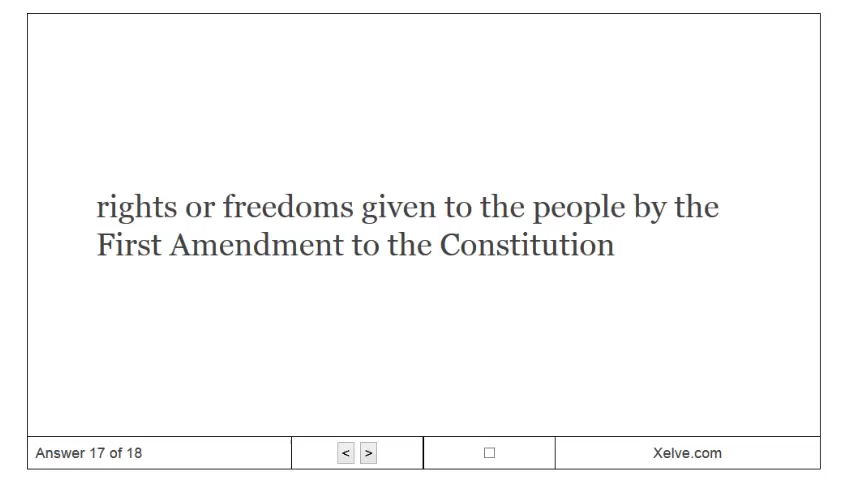 rights or freedoms given to the people by the
First Amendment to the Constitution
Answer 17 of 18
< >
Xelve.com